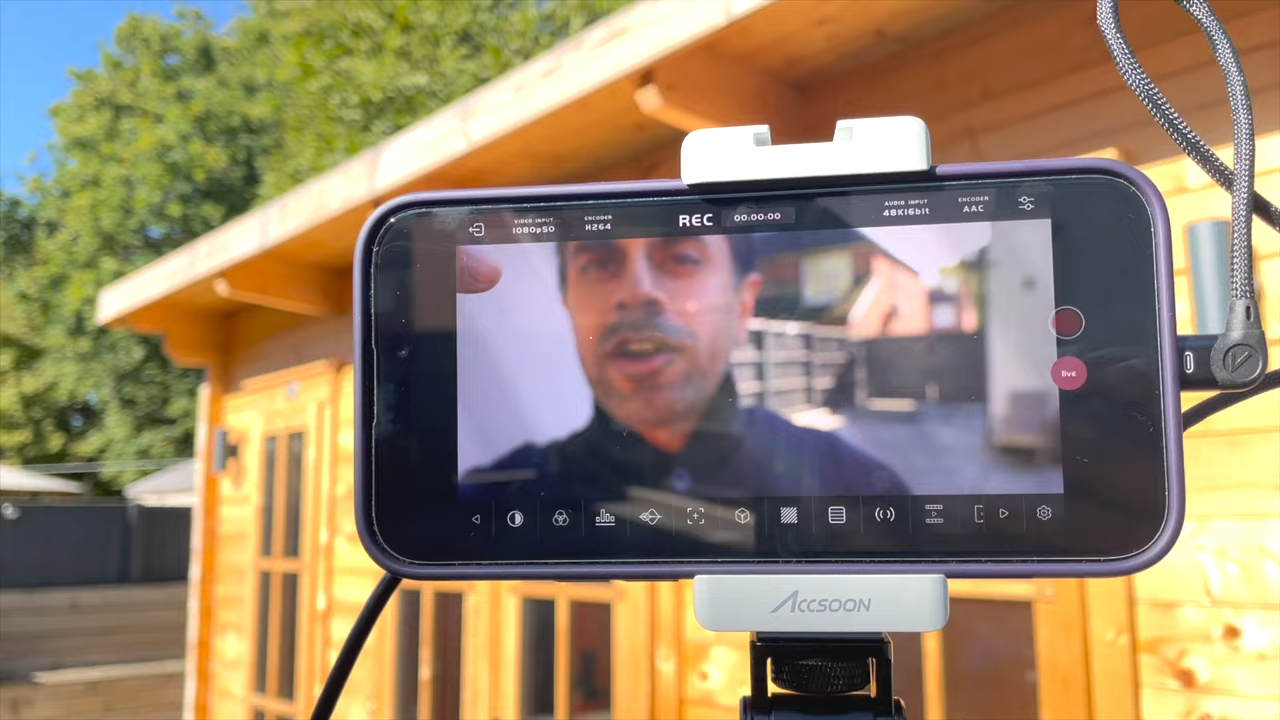 VIDEO INPUT
1080p50
ENCODER
H264
REC 00:00:00
AUDIO INPUT
48K16bit
ENCODER
AAC
live
ACCSOON